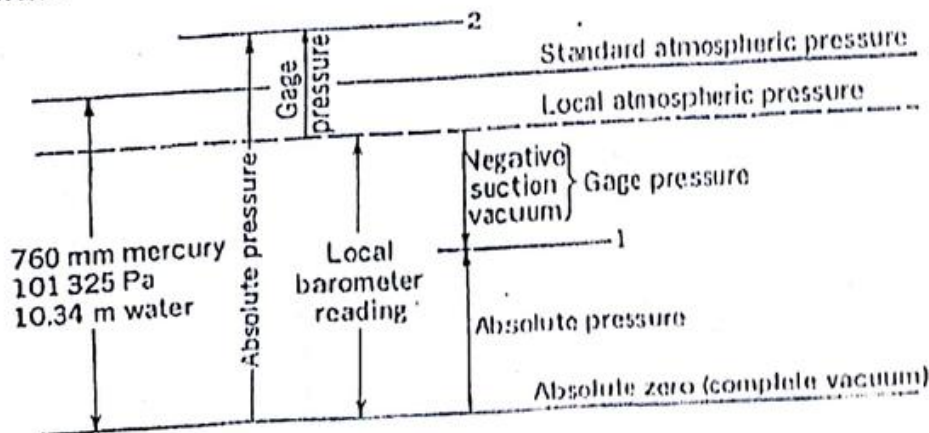 2
Standard atmospheric pressure
Gage
pressure
Local atmospheric pressure
Negative
suction
vacuum
Gage pressure
1
760 mm mercury
101 325 Pa
10.34 m water
Absolute pressure
Local
barometer
reading
Absolute pressure
Absolute zero (complete vacuum)